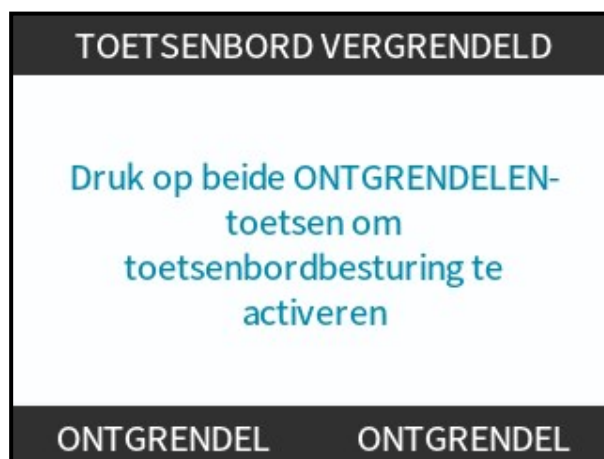 TOETSENBORD VERGRENDELD
Druk op beide ONTGRENDELEN-
toetsen om
toetsenbordbesturing te
activeren
ONTGRENDEL ONTGRENDEL